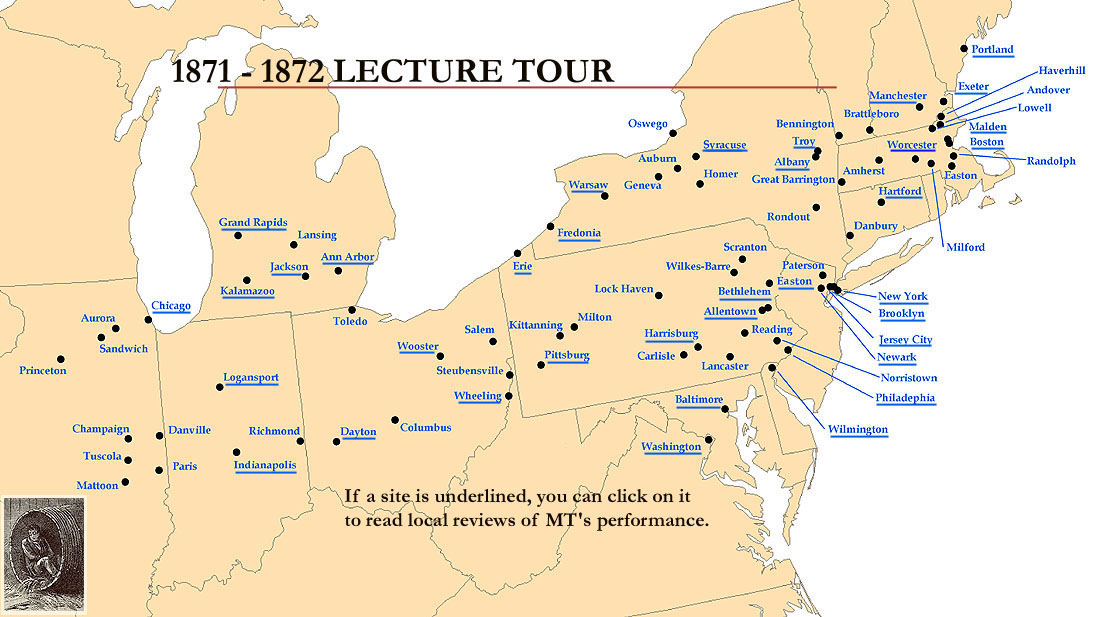 1871 - 1872 LECTURE TOUR
Portland
Haverhill
Exeter
Andover
Manchester
Lowell
Brattleboro
Oswego
Bennington
Malden
Troy
Syracuse
Worcester
Boston
Auburn
Albany
Randolph
Homer
Amherst
Easton
Geneva
Great Barrington
Warsaw
Hartford
Rondout
Grand Rapids
Danbury
Fredonia
Lansing
Milford
Scranton
Ann Arbor
Erie
Jackson
Wilkes-Barre
Paterson
Easton
Kalamazoo
Lock Haven
Bethlehem
New York
Chicago
Allentown
Brooklyn
Aurola
Toledo
Milton
Salem
Kittanning
Reading
Harrisburg
Jersey City
Sandwich
Wooster
Pittsburg
Carlisle
Newark
Princeton
Steubensville
Lancaster
Norristown
Logansport
Wheeling
Baltimore
Philadephia
Champaign
Danville
Richmond
Dayton
Columbus
Wilmington
Washington
Tuscola
Paris
Indianapolis
Mattoon
If a site is underlined, you can click on it
to read local reviews of MT's performance.